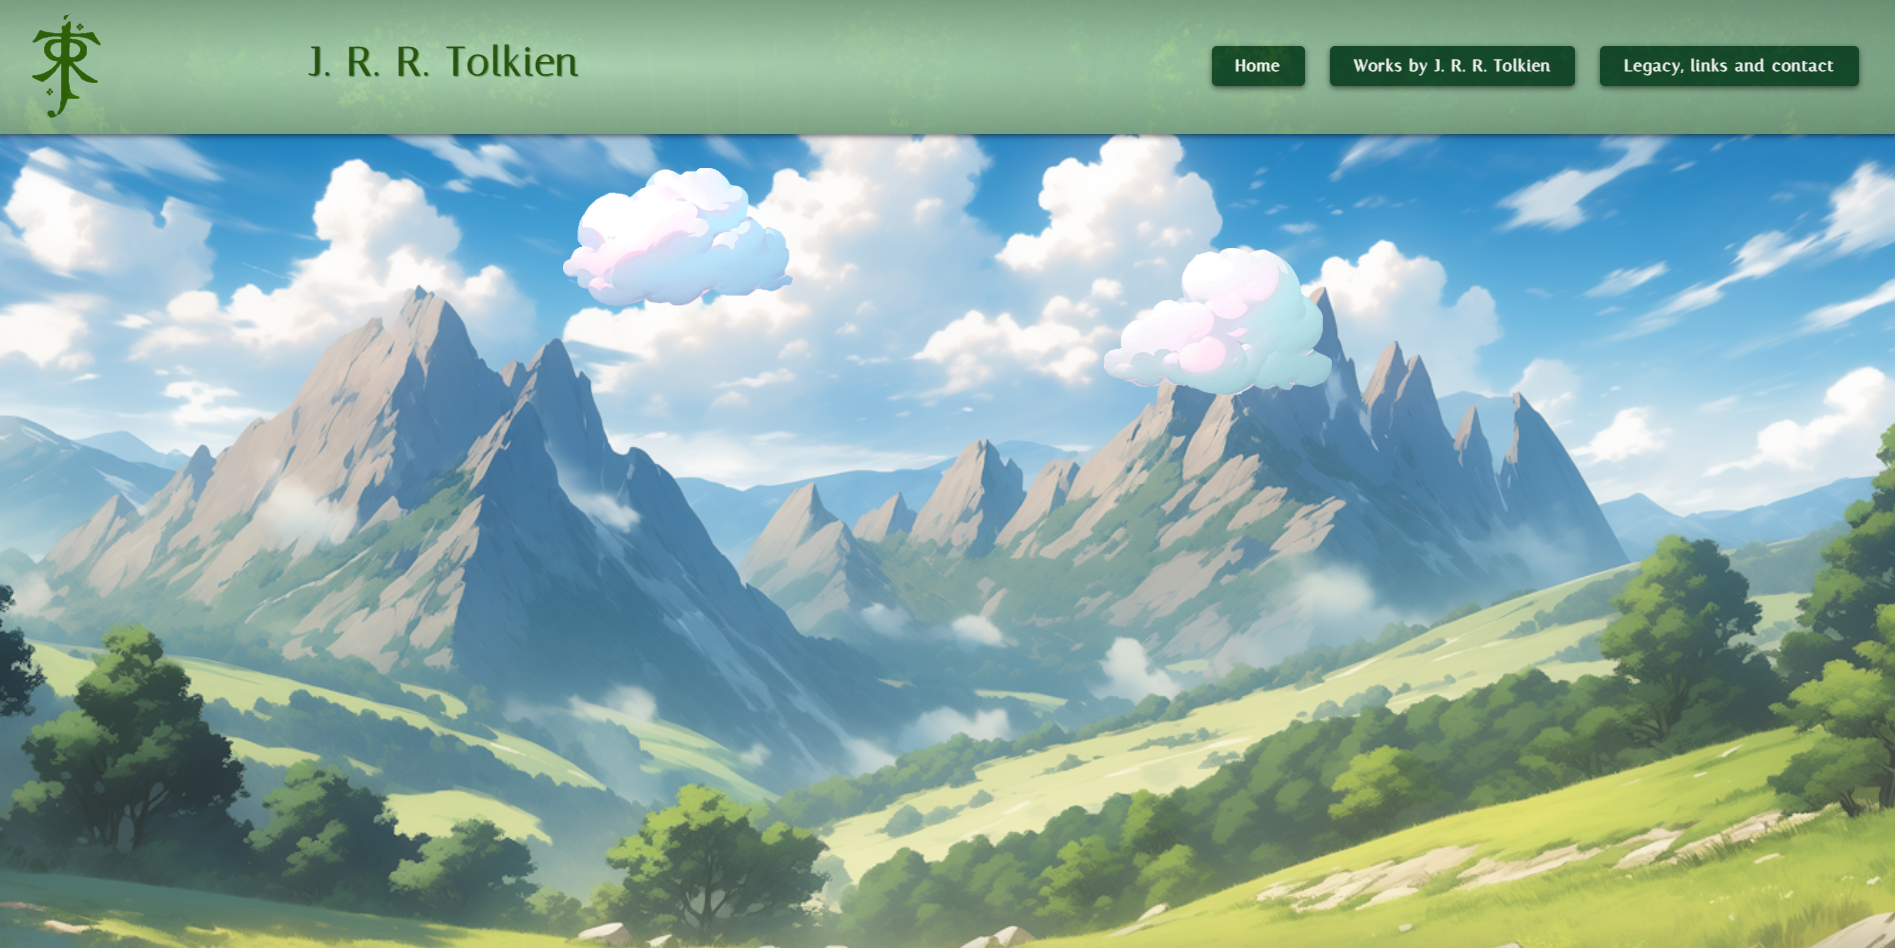 J. R. R. Tolkien
Home
Works by J. R. R. Tolkien
Legacy, links and contact